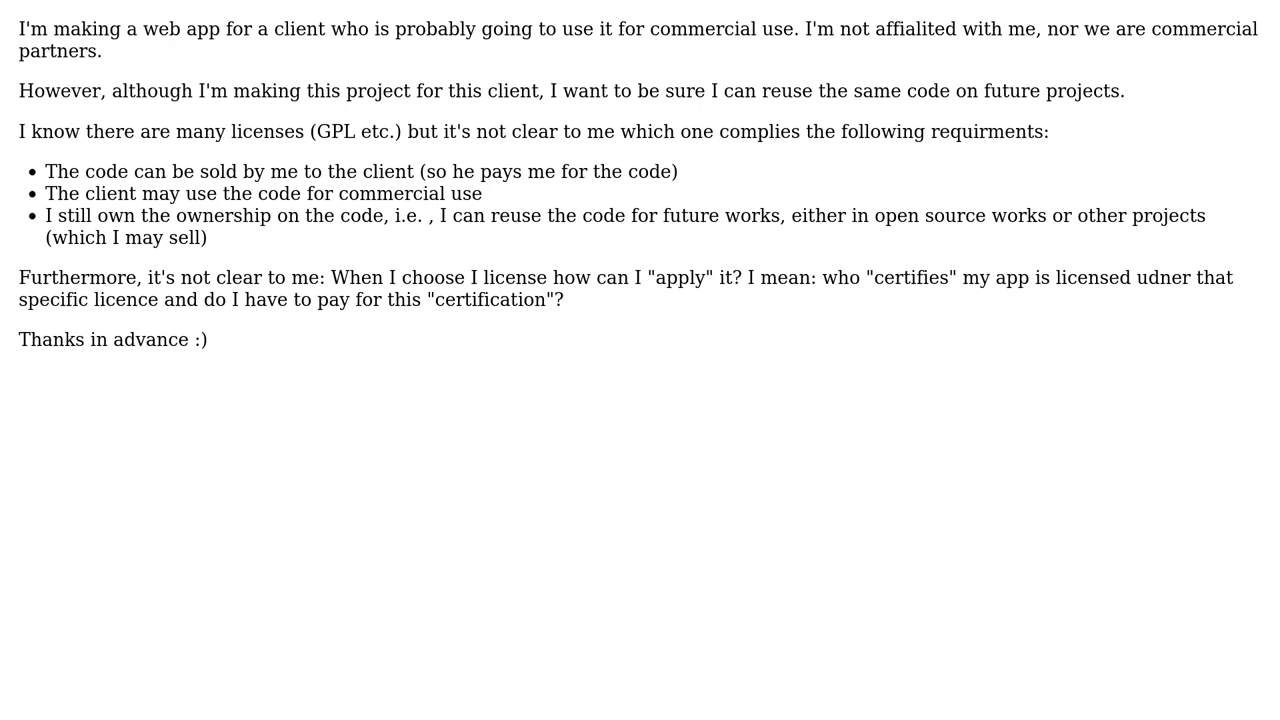 I'm making a web app for a client who is probably going to use it for commercial use. I'm not affialited with me, nor we are commercial
partners.
However, although I'm making this project for this client, I want to be sure I can reuse the same code on future projects.
I know there are many licenses (GPL etc.) but it's not clear to me which one complies the following requirments:
• The code can be sold by me to the client (so he pays me for the code)
• The client may use the code for commercial use
• I still own the ownership on the code, i.e. , I can reuse the code for future works, either in open source works or other projects
(which I may sell)
Furthermore, it's not clear to me: When I choose I license how can I "apply" it? I mean: who "certifies" my app is licensed udner that
specific licence and do I have to pay for this "certification"?
Thanks in advance :)